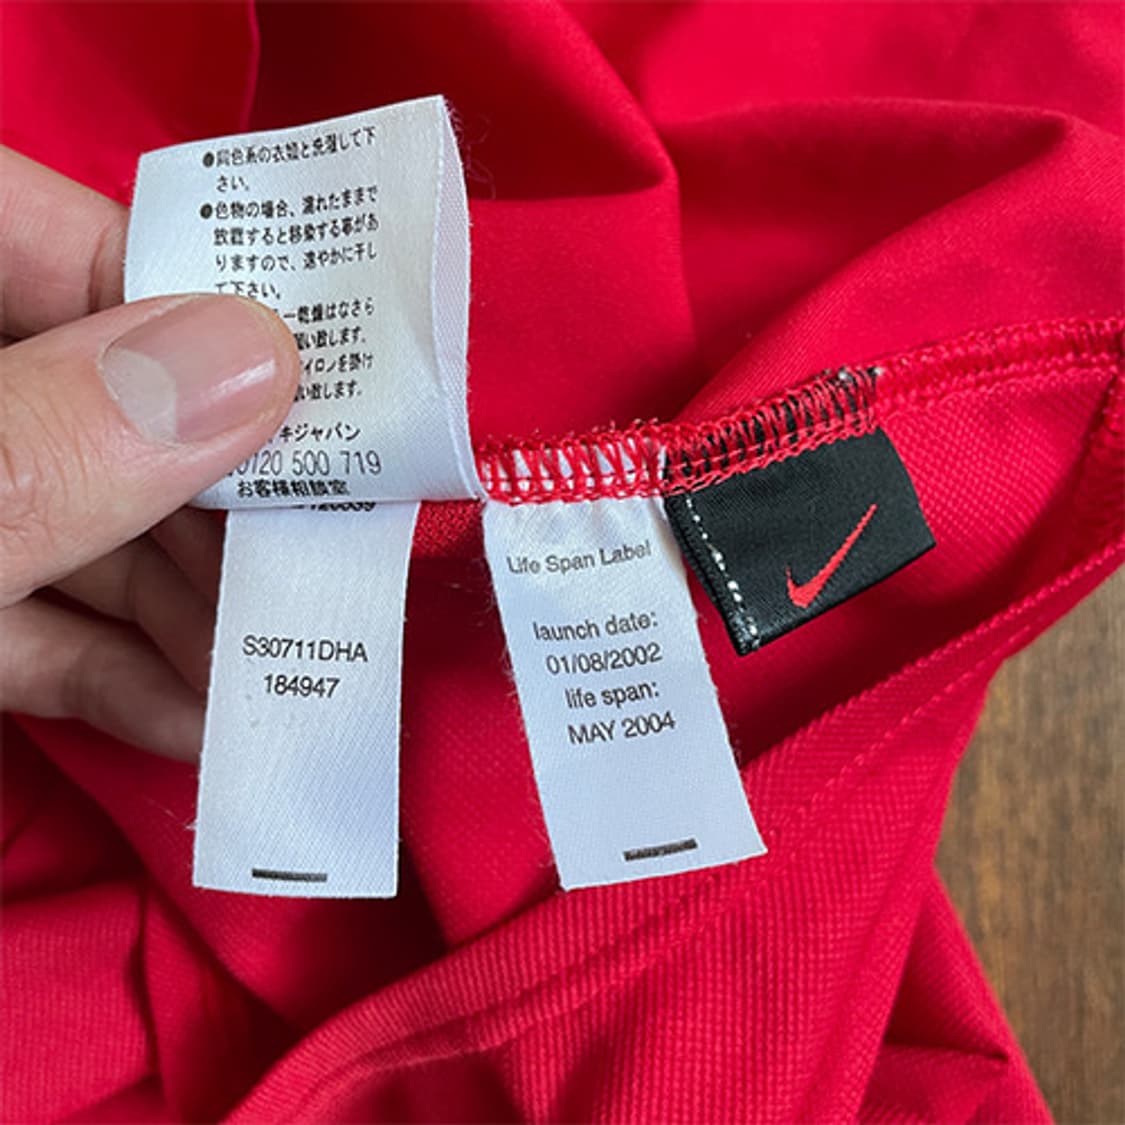 ●同色系の衣類と洗濯して下
さい。
●色物の場合、濡れたままで
放置すると移染する事があ
りますので、速やかに干し
て下さい。
ー乾燥はなさら
願い致します。
イロンを掛け
い致します。
キジャパン
0120 500 719
お客様相談室
S30711DHA
184947
Life Span Label
launch date:
01/08/2002
life span:
MAY 2004